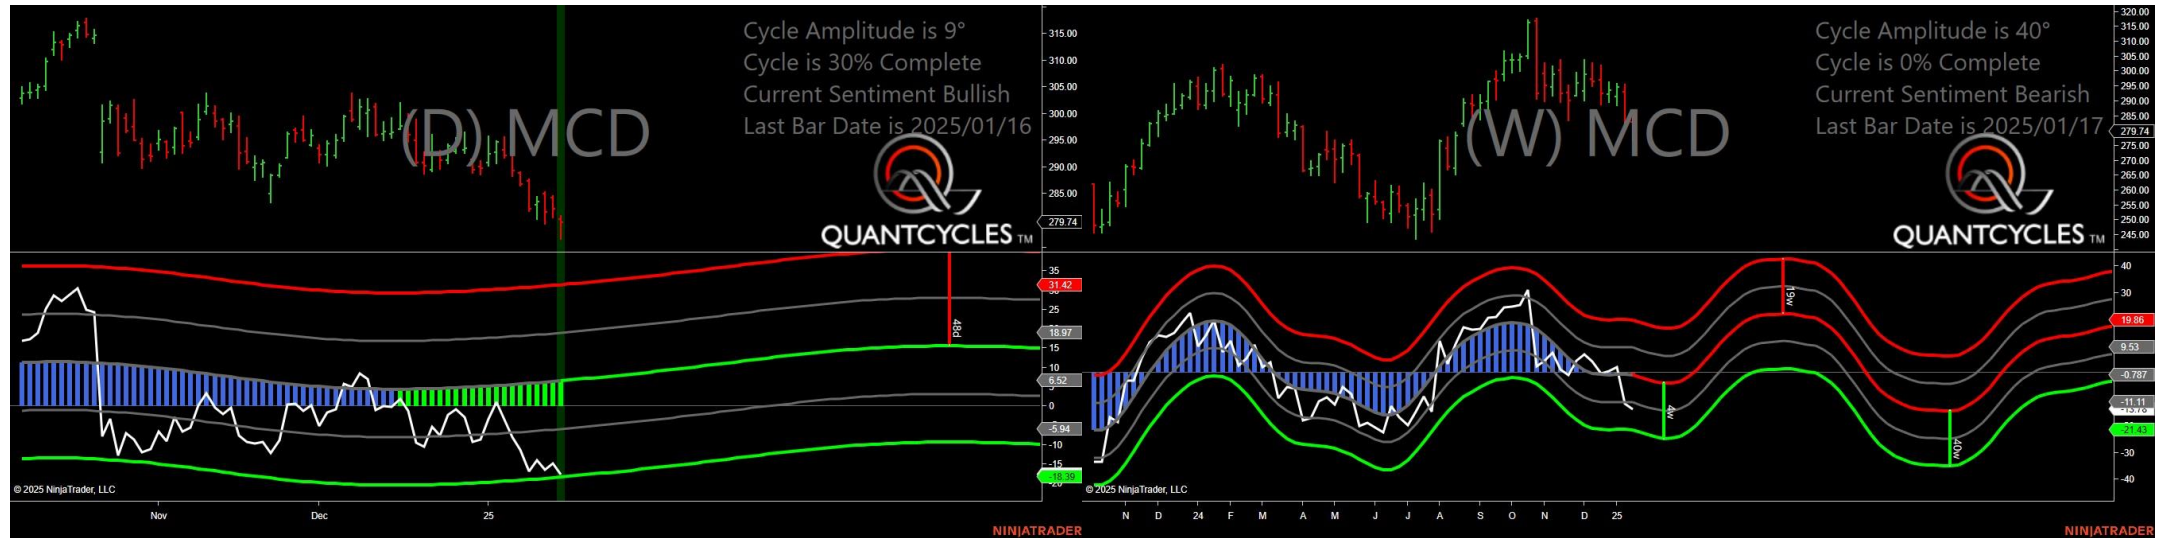 Cycle Amplitude is 9°
Cycle is 30% Complete
Current Sentiment Bullish
Last Bar Date is 2025/01/16
(D) MCD
QUANTCYCLES TM
315.00
310.00
305.00
300.00
295.00
290.00
285.00
279.74
35
31.42
25
18.97
15
10
6.52
0
-5.94
-10
-15
-18.39
48d
© 2025 NinjaTrader, LLC
Nov
Dec
25
NINJATRADER
Cycle Amplitude is 40°
Cycle is 0% Complete
Current Sentiment Bearish
Last Bar Date is 2025/01/17
(W) MCD
QUANTCYCLES TM
320.00
315.00
310.00
305.00
300.00
295.00
290.00
285.00
279.74
275.00
270.00
265.00
260.00
255.00
250.00
245.00
40
30
19.86
9.53
-0.787
-11.11
-13.78
-21.43
-30
-40
19w
4w
40w
© 2025 NinjaTrader, LLC
N D 24 F M A M J J A S O N D 25
NINJATRADER